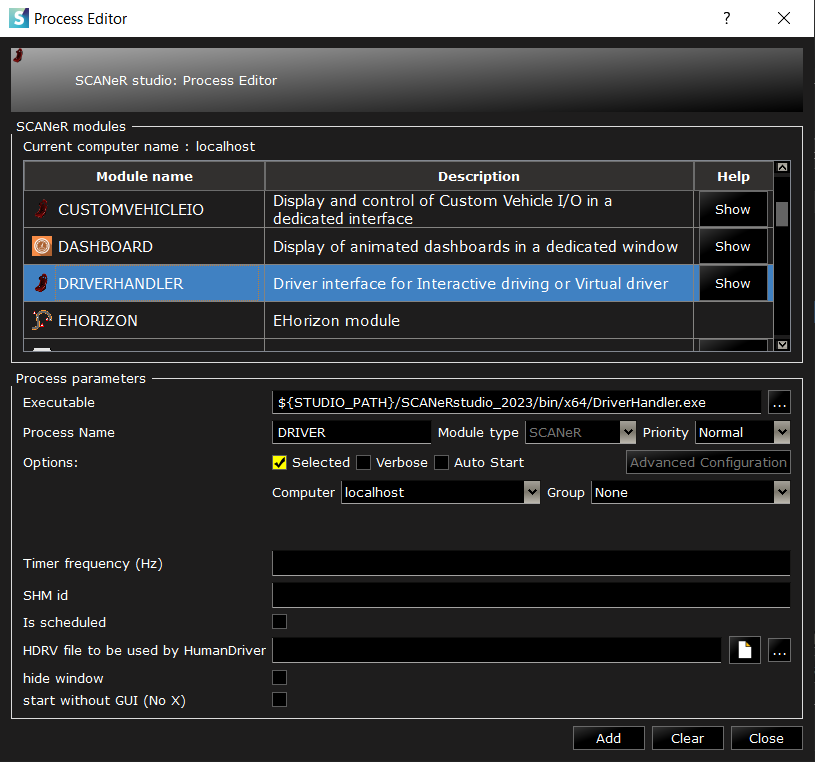 Process Editor
?
SCANeR studio: Process Editor
SCANeR modules
Current computer name : localhost
Module name Description Help
CUSTOMVEHICLEIO Display and control of Custom Vehicle I/O in a
dedicated interface Show
DASHBOARD Display of animated dashboards in a dedicated window Show
DRIVERHANDLER Driver interface for Interactive driving or Virtual driver Show
EHORIZON EHorizon module
Process parameters
Executable ${STUDIO_PATH}/SCANeRstudio_2023/bin/x64/DriverHandler.exe ...
Process Name DRIVER Module type SCANeR Priority Normal
Options: Selected Verbose Auto Start Advanced Configuration
Computer localhost Group None
Timer frequency (Hz)
SHM id
Is scheduled
HDRV file to be used by HumanDriver ...
hide window
start without GUI (No X)
Add Clear Close